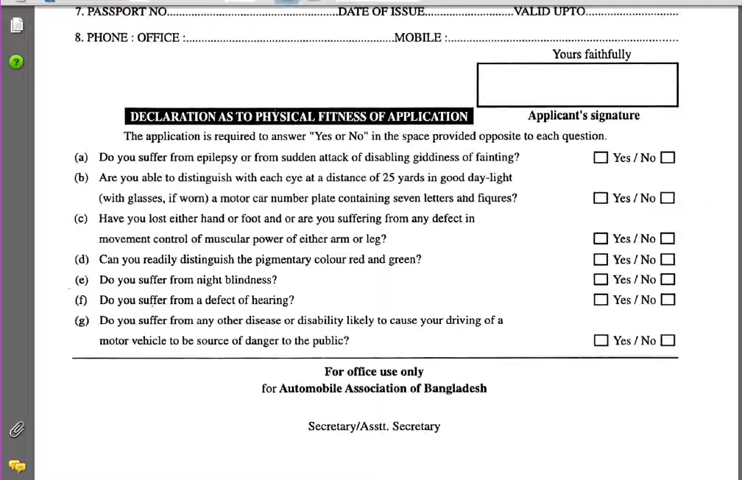 7. PASSPORT NO..............................................DATE OF ISSUE........................VALID UPTO.........................
8. PHONE : OFFICE :.......................................................MOBILE :..............................................................
Yours faithfully
DECLARATION AS TO PHYSICAL FITNESS OF APPLICATION Applicant's signature
The application is required to answer "Yes or No" in the space provided opposite to each question.
(a) Do you suffer from epilepsy or from sudden attack of disabling giddiness of fainting? Yes / No
(b) Are you able to distinguish with each eye at a distance of 25 yards in good day-light
(with glasses, if worn) a motor car number plate containing seven letters and fiqures? Yes / No
(c) Have you lost either hand or foot and or are you suffering from any defect in
movement control of muscular power of either arm or leg? Yes / No
(d) Can you readily distinguish the pigmentary colour red and green? Yes / No
(e) Do you suffer from night blindness? Yes / No
(f) Do you suffer from a defect of hearing? Yes / No
(g) Do you suffer from any other disease or disability likely to cause your driving of a
motor vehicle to be source of danger to the public? Yes / No
For office use only
for Automobile Association of Bangladesh
Secretary/Asstt. Secretary